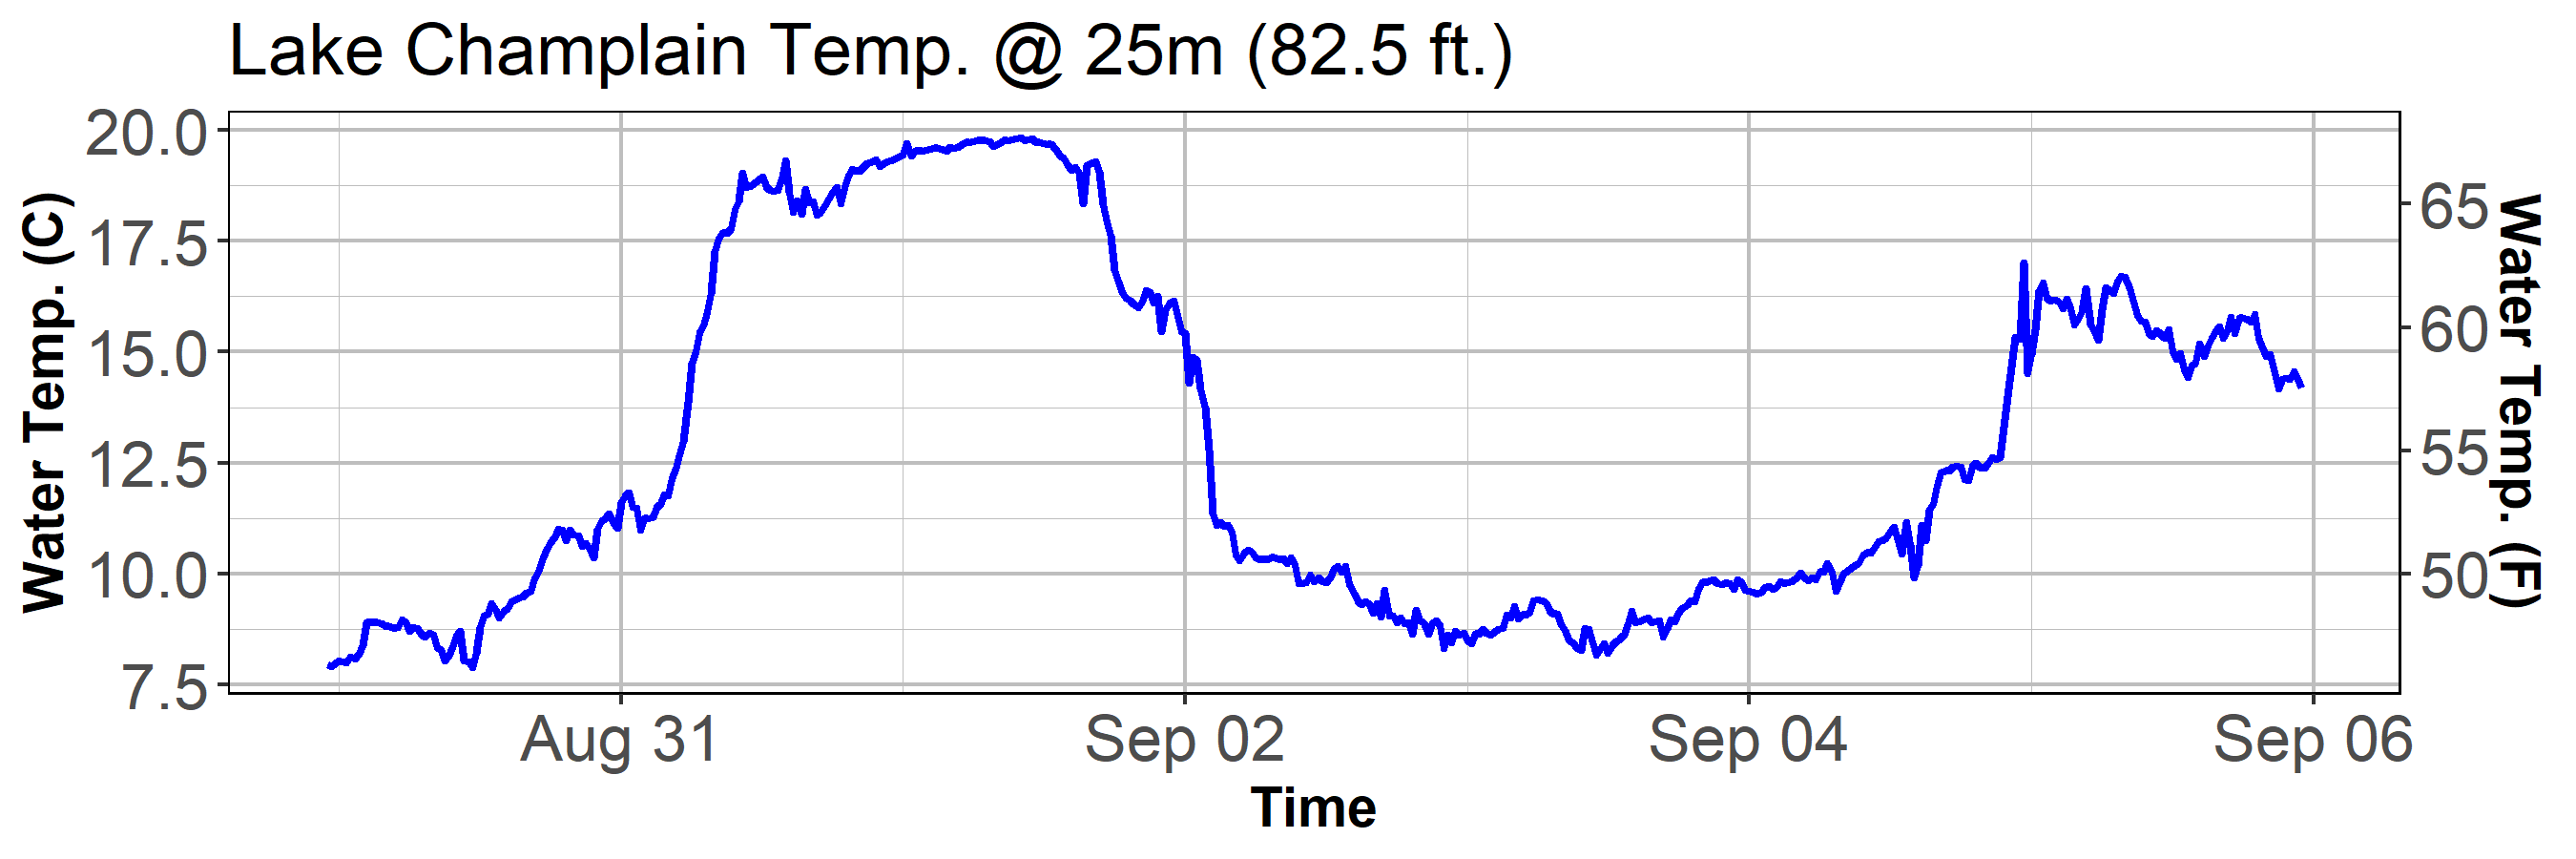 Lake Champlain Temp. @ 25m (82.5 ft.)
Water Temp. (C)
20.0
17.5
15.0
12.5
10.0
7.5
65
60
55
50
Water Temp. (F)
Aug 31 Sep 02 Sep 04 Sep 06
Time